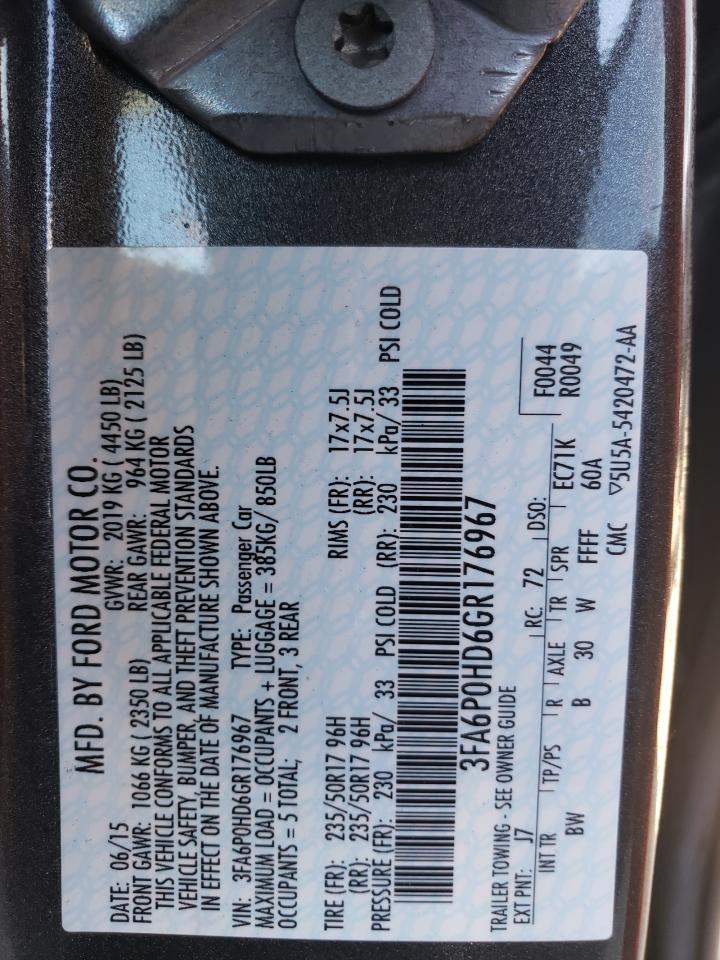 MFD. BY FORD MOTOR CO.
DATE: 06/15 GVWR: 2019 KG ( 4450 LB)
FRONT GAWR: 1066 KG ( 2350 LB) REAR GAWR: 964 KG ( 2125 LB)
THIS VEHICLE CONFORMS TO ALL APPLICABLE FEDERAL MOTOR
VEHICLE SAFETY, BUMPER, AND THEFT PREVENTION STANDARDS
IN EFFECT ON THE DATE OF MANUFACTURE SHOWN ABOVE.
VIN: 3FA6P0HD6GR176967 TYPE: Passenger Car
MAXIMUM LOAD = OCCUPANTS + LUGGAGE = 385KG/ 850LB
OCCUPANTS = 5 TOTAL; 2 FRONT, 3 REAR
TIRE (FR): 235/50R17 96H RIMS (FR): 17x7.5J
(RR): 235/50R17 96H (RR): 17x7.5J
PRESSURE (FR): 230 kPa/ 33 PSI COLD (RR): 230 kPa/ 33 PSI COLD
3FA6P0HD6GR176967
TRAILER TOWING - SEE OWNER GUIDE
EXT PNT: J7 RC: 72 DSO: F0044
R0049
INT TR TP/PS R AXLE TR SPR EC71K
BW B 30 W FFFF 60A
CMC ▽5U5A-5420472-AA